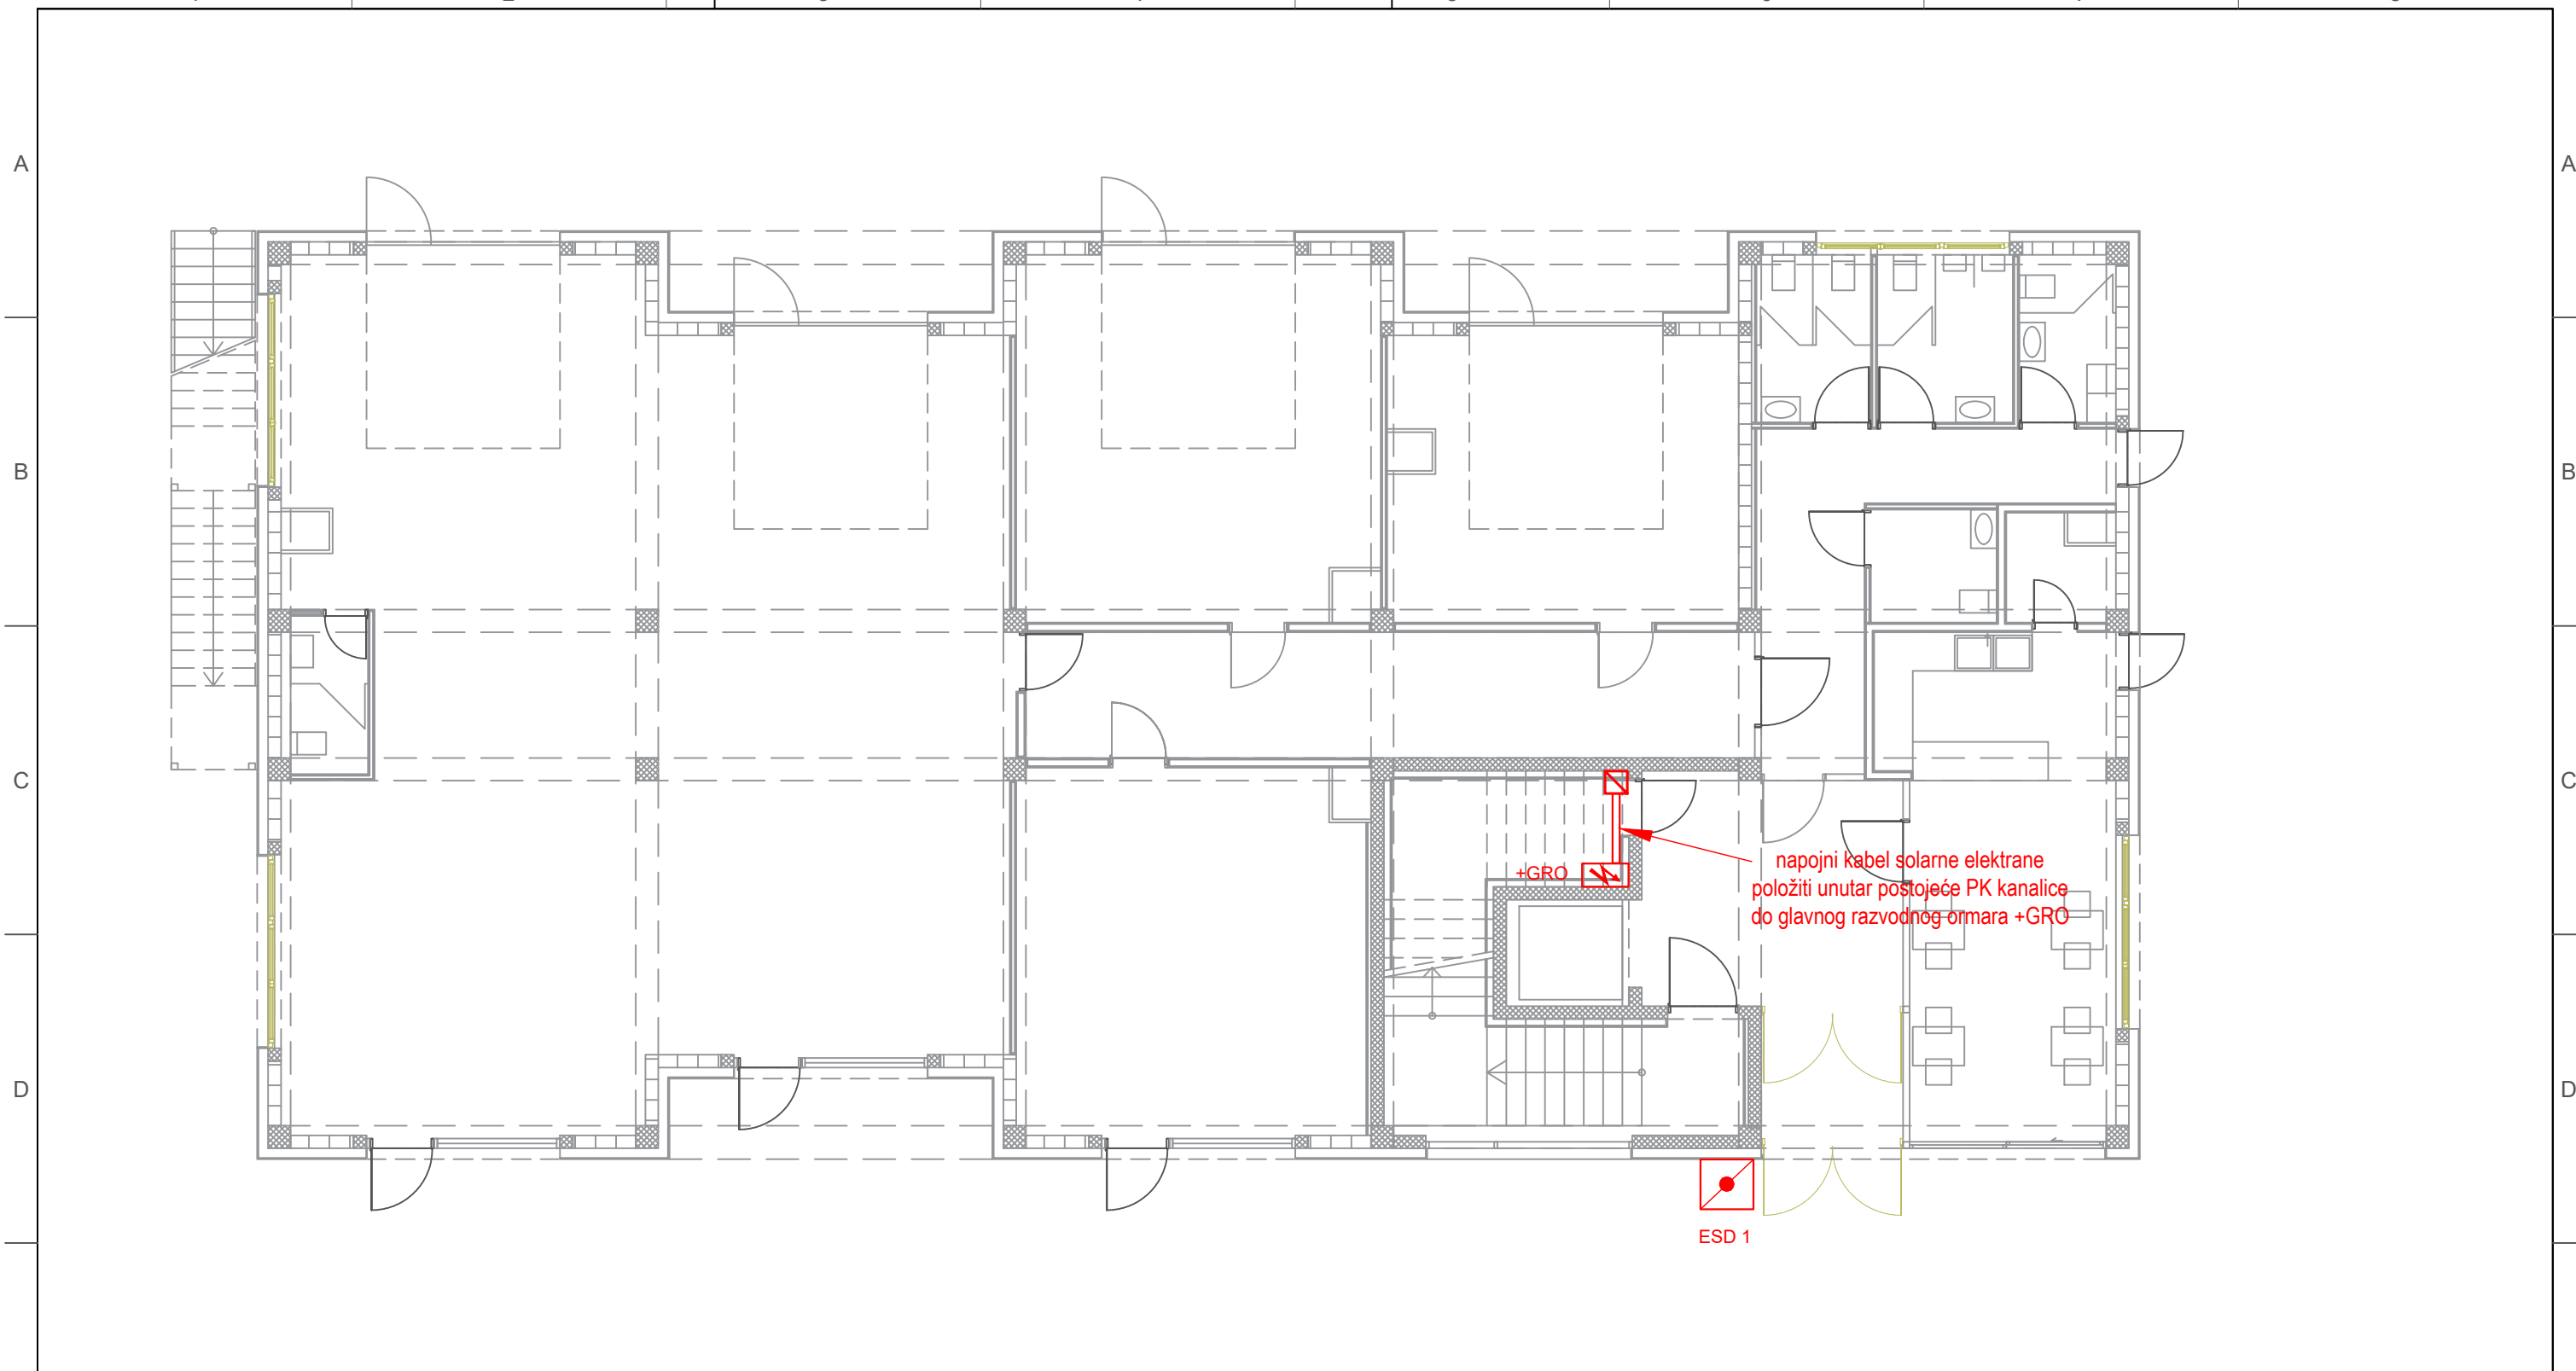 A
A
B
B
C
C
+GRO
napojni kabel solarne elektrane
položiti unutar postojeće PK kanalice
do glavnog razvodnog ormara +GRO
D
D
ESD 1